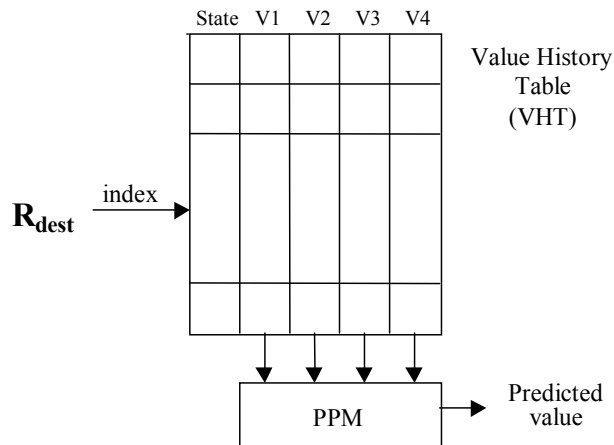 State V1 V2 V3 V4
Value History
Table
(VHT)
index
Rdest
PPM
Predicted
value